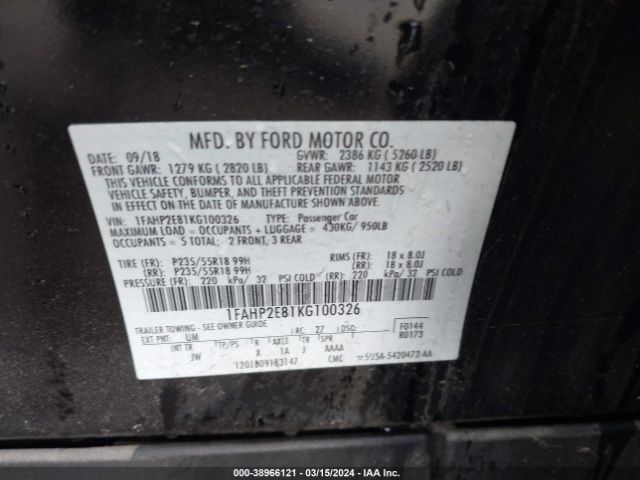 MFD. BY FORD MOTOR CO.
DATE: 09/18 GVWR: 2386 KG ( 5260 LB)
FRONT GAWR: 1279 KG ( 2820 LB) REAR GAWR: 1143 KG ( 2520 LB)
THIS VEHICLE CONFORMS TO ALL APPLICABLE FEDERAL MOTOR
VEHICLE SAFETY, BUMPER, AND THEFT PREVENTION STANDARDS
IN EFFECT ON THE DATE OF MANUFACTURE SHOWN ABOVE.
VIN: 1FAHP2E81KG100326 TYPE: Passenger Car
MAXIMUM LOAD = OCCUPANTS + LUGGAGE = 430KG/ 950LB
OCCUPANTS = 5 TOTAL; 2 FRONT, 3 REAR
TIRE (FR): P235/55R18 99H RIMS (FR): 18 x 8.0J
(RR): P235/55R18 99H (RR): 18 x 8.0J
PRESSURE (FR): 220 kPa/ 32 PSI COLD (RR): 220 kPa/ 32 PSI COLD
1FAHP2E81KG100326
TRAILER TOWING - SEE OWNER GUIDE RC: 27 DSO: F0144
EXT PNT: UM R0173
INT TR TP/PS R AXLE TR SPR
JW X 1A J AAAA
1201809183147 CMC 5U5A-5420472-AA
000-38966121 - 03/15/2024 - IAA Inc.